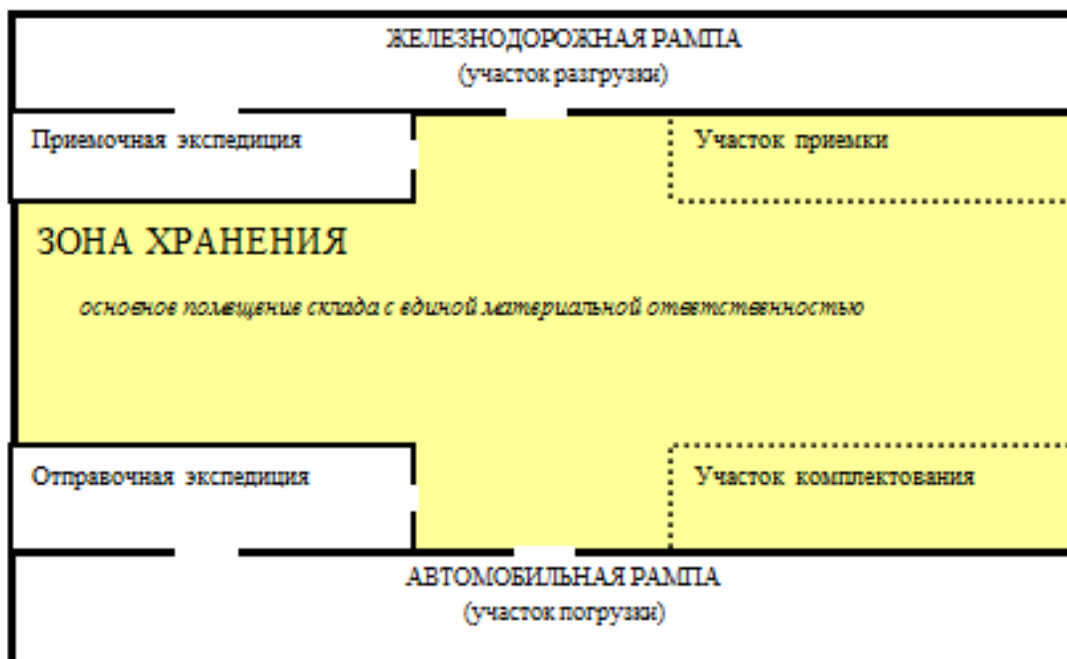 ЖЕЛЕЗНОДОРОЖНАЯ РАМПА
(участок разгрузки)
Приемочная экспедиция
Участок приемки
ЗОНА ХРАНЕНИЯ
основное помещение склада с единой материальной ответственностью
Отправочная экспедиция
Участок комплектования
АВТОМОБИЛЬНАЯ РАМПА
(участок погрузки)